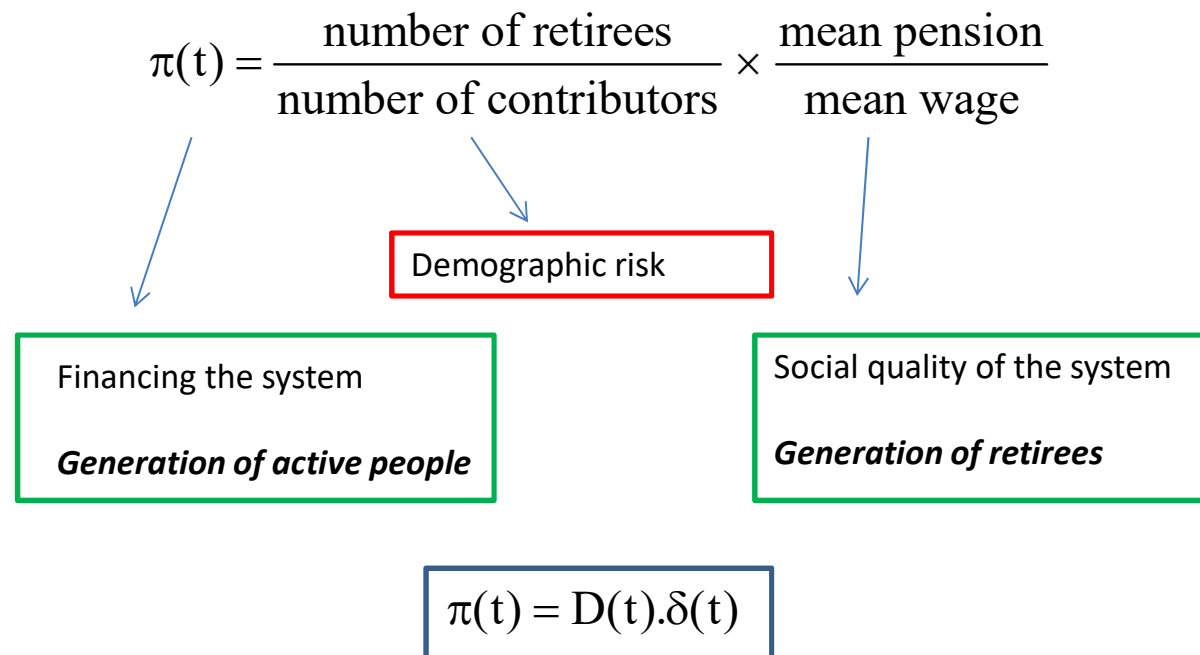 π(t) = number of retirees / number of contributors × mean pension / mean wage
Demographic risk
Financing the system
Generation of active people
Social quality of the system
Generation of retirees
π(t) = D(t).δ(t)